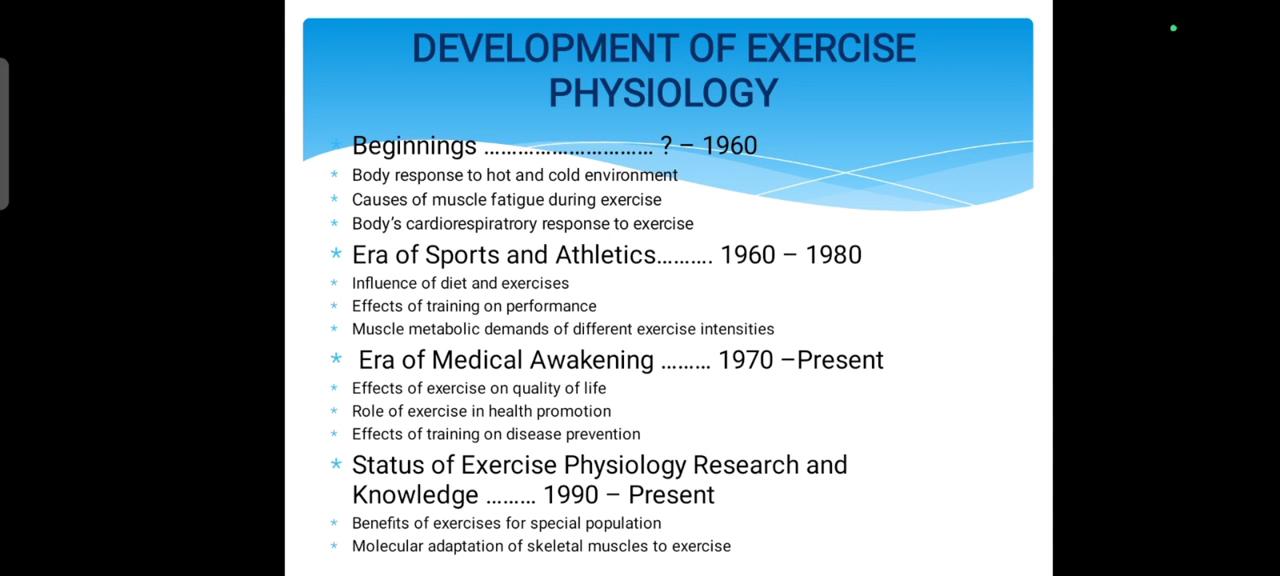 DEVELOPMENT OF EXERCISE
PHYSIOLOGY
* Beginnings ………………………… ? – 1960
* Body response to hot and cold environment
* Causes of muscle fatigue during exercise
* Body's cardiorespiratrory response to exercise
* Era of Sports and Athletics………. 1960 – 1980
* Influence of diet and exercises
* Effects of training on performance
* Muscle metabolic demands of different exercise intensities
* Era of Medical Awakening ……… 1970 –Present
* Effects of exercise on quality of life
* Role of exercise in health promotion
* Effects of training on disease prevention
* Status of Exercise Physiology Research and
Knowledge ……… 1990 – Present
* Benefits of exercises for special population
* Molecular adaptation of skeletal muscles to exercise